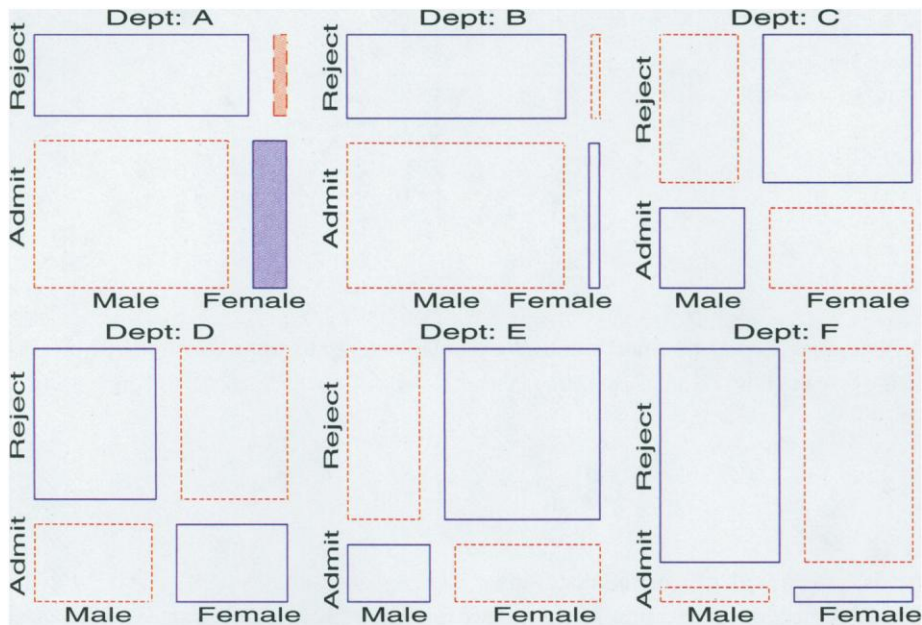 Dept: A
Reject
Admit
Male Female
Dept: B
Reject
Admit
Male Female
Dept: C
Reject
Admit
Male Female
Dept: D
Reject
Admit
Male Female
Dept: E
Reject
Admit
Male Female
Dept: F
Reject
Admit
Male Female